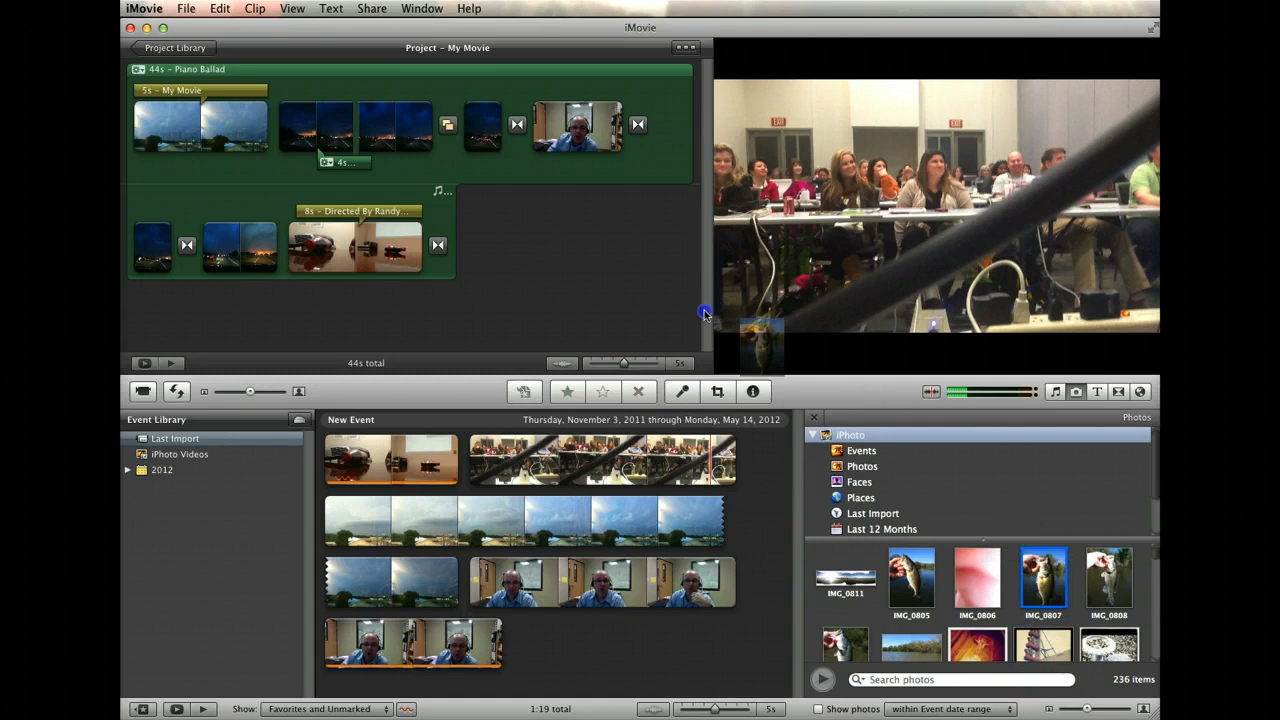 iMovie File Edit Clip View Text Share Window Help
iMovie
Project Library
Project – My Movie
44s – Piano Ballad
5s – My Movie
4s...
8s – Directed By Randy...
EXIT
EXIT
44s total
5s
Event Library
New Event
Thursday, November 3, 2011 through Monday, May 14, 2012
Photos
Last Import
iPhoto Videos
2012
iPhoto
Events
Photos
Faces
Places
Last Import
Last 12 Months
IMG_0811
IMG_0805
IMG_0806
IMG_0807
IMG_0808
Search photos
236 items
Show: Favorites and Unmarked
1:19 total
5s
Show photos
within Event date range